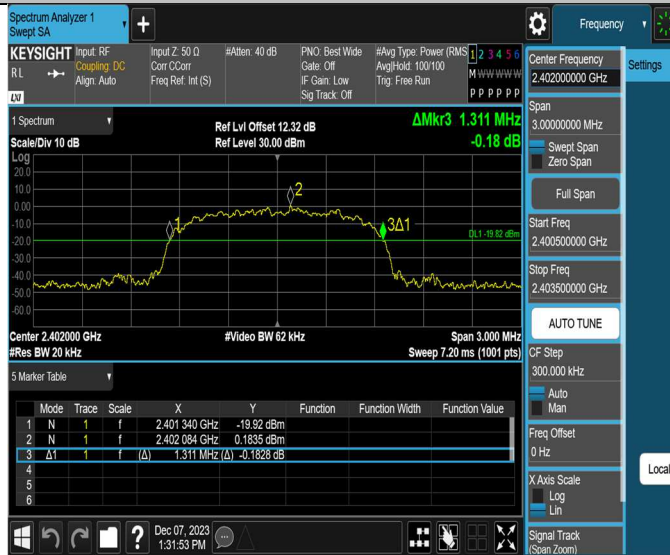 Spectrum Analyzer 1
Swept SA
Frequency
KEYSIGHT
RL
LXI
Input: RF
Coupling: DC
Align: Auto
Input Z: 50 Ω
Corr CCorr
Freq Ref: Int (S)
#Atten: 40 dB
PNO: Best Wide
Gate: Off
IF Gain: Low
Sig Track: Off
#Avg Type: Power (RMS
Avg|Hold: 100/100
Trig: Free Run
1 2 3 4 5 6
M W W W W W
P P P P P P
1 Spectrum
Scale/Div 10 dB
Log
Ref Lvl Offset 12.32 dB
Ref Level 30.00 dBm
ΔMkr3 1.311 MHz
-0.18 dB
20.0
10.0
0.00
-10.0
-20.0
-30.0
-40.0
-50.0
-60.0
1
2
3Δ1
DL1 -19.82 dBm
Center 2.402000 GHz
#Video BW 62 kHz
Span 3.000 MHz
#Res BW 20 kHz
Sweep 7.20 ms (1001 pts)
5 Marker Table
Mode Trace Scale X Y Function Function Width Function Value
1 N 1 f 2.401 340 GHz -19.92 dBm
2 N 1 f 2.402 084 GHz 0.1835 dBm
3 Δ1 1 f (Δ) 1.311 MHz (Δ) -0.1828 dB
4
5
6
Dec 07, 2023
1:31:53 PM
?
Center Frequency
2.402000000 GHz
Settings
Span
3.00000000 MHz
Swept Span
Zero Span
Full Span
Start Freq
2.400500000 GHz
Stop Freq
2.403500000 GHz
AUTO TUNE
CF Step
300.000 kHz
Auto
Man
Freq Offset
0 Hz
Local
X Axis Scale
Log
Lin
Signal Track
(Span Zoom)